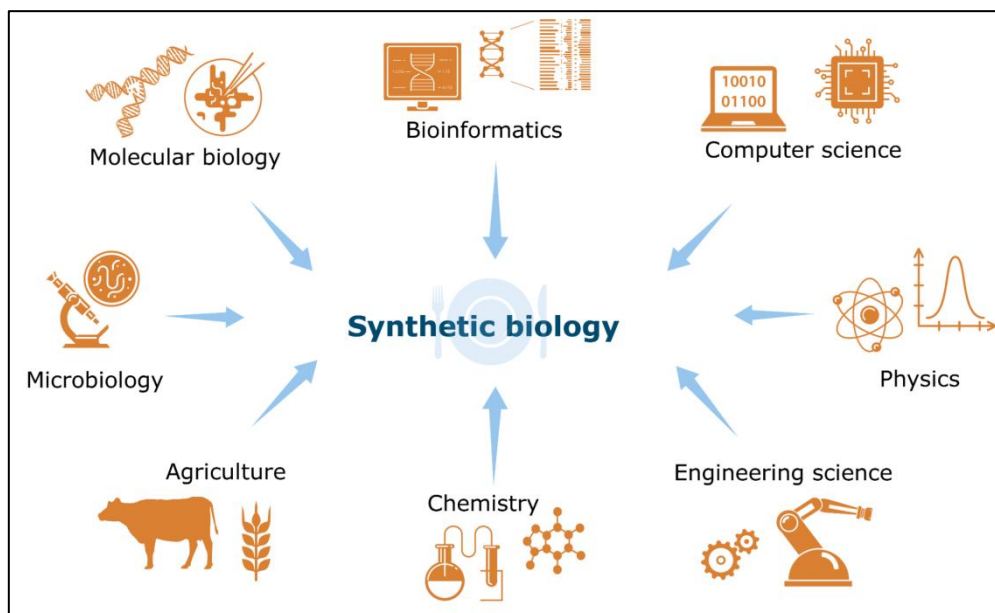 Molecular biology
Bioinformatics
10010
01100
Computer science
Microbiology
Synthetic biology
Physics
Agriculture
Chemistry
Engineering science